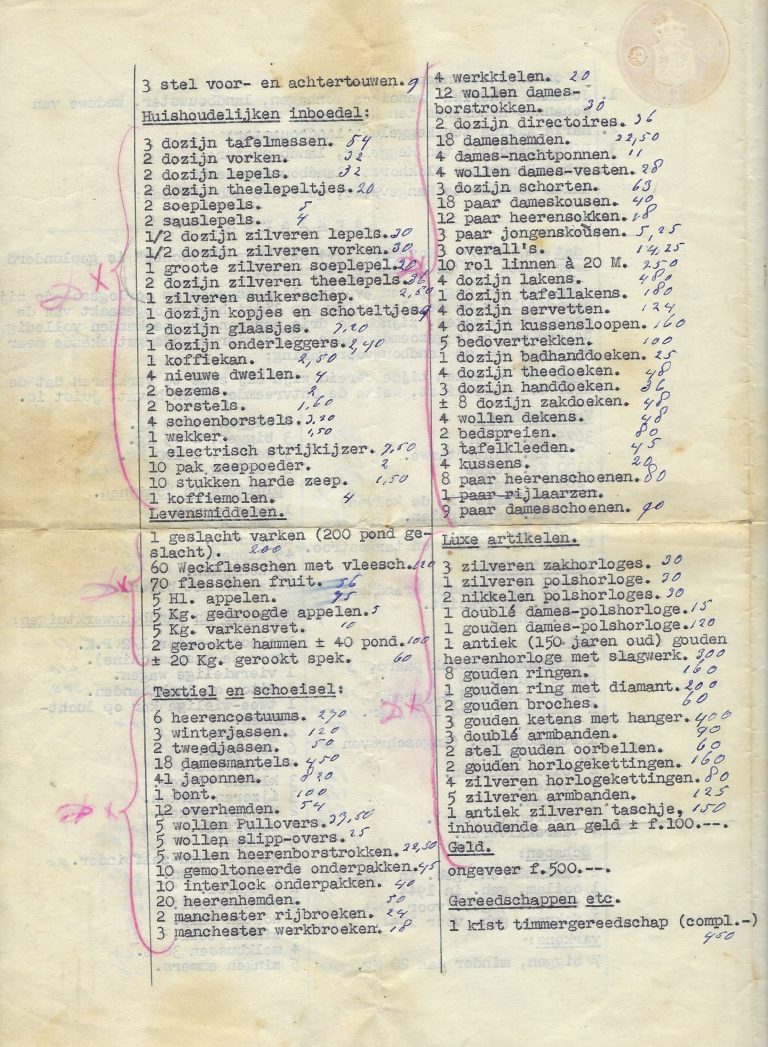 3 stel voor- en achtertouwen. 9
Huishoudelijken inboedel:
3 dozijn tafelmessen. 54
2 dozijn vorken. 32
2 dozijn lepels. 32
2 dozijn theelepeltjes. 20
2 soeplepels. 5
2 sauslepels. 4
1/2 dozijn zilveren lepels. 30
1/2 dozijn zilveren vorken. 30
1 groote zilveren soeplepel. 20
2 dozijn zilveren theelepels. 36
1 zilveren suikerschep. 2,50
1 dozijn kopjes en schoteltjes
2 dozijn glaasjes. 7,20
1 dozijn onderleggers. 2,40
1 koffiekan. 2,50
4 nieuwe dweilen. 4
2 bezems. 2
2 borstels. 1,60
4 schoenborstels. 3,20
1 wekker. 1,50
1 electrisch strijkijzer. 7,50
10 pak zeeppoeder. 2
10 stukken harde zeep. 1,50
1 koffiemolen. 4
Levensmiddelen.
1 geslacht varken (200 pond ge-
slacht). 200
60 Weckflesschen met vleesch. 120
70 flesschen fruit. 56
5 Hl. appelen. 95
5 Kg. gedroogde appelen. 5
5 Kg. varkensvet. 10
2 gerookte hammen ± 40 pond. 100
± 20 Kg. gerookt spek. 60
Textiel en schoeisel:
6 heerencostuums. 270
3 winterjassen. 120
2 tweedjassen. 50
18 damesmantels. 450
41 japonnen. 820
1 bont. 100
12 overhemden. 54
5 wollen Pullovers. 37,50
5 wollen slipp-overs. 25
5 wollen heerenborstrokken. 22,50
10 gemoltoneerde onderpakken. 45
10 interlock onderpakken. 40
20 heerenhemden. 50
2 manchester rijbroeken. 24
3 manchester werkbroeken. 18
4 werkkielen. 20
12 wollen dames-
borstrokken. 30
2 dozijn directoires. 36
18 dameshemden. 22,50
4 dames-nachtponnen. 11
4 wollen dames-vesten. 28
3 dozijn schorten. 63
18 paar dameskousen. 40
12 paar heerensokken. 18
3 paar jongenskousen. 5,25
3 overall's. 14,25
10 rol linnen à 20 M. 250
4 dozijn lakens. 480
1 dozijn tafellakens. 180
4 dozijn servetten. 124
4 dozijn kussensloopen. 160
5 bedovertrekken. 100
1 dozijn badhanddoeken. 25
4 dozijn theedoeken. 48
3 dozijn handdoeken. 36
± 8 dozijn zakdoeken. 48
4 wollen dekens. 48
2 bedspreien. 80
3 tafelkleeden. 45
4 kussens. 20
8 paar heerenschoenen. 80
1 paar rijlaarzen.
9 paar damesschoenen. 90
Luxe artikelen.
3 zilveren zakhorloges. 30
1 zilveren polshorloge. 30
2 nikkelen polshorloges. 30
1 doublé dames-polshorloge. 15
1 gouden dames-polshorloge. 120
1 antiek (150 jaren oud) gouden
heerenhorloge met slagwerk. 300
8 gouden ringen. 160
1 gouden ring met diamant. 200
2 gouden broches. 60
3 gouden ketens met hanger. 400
3 doublé armbanden. 90
2 stel gouden oorbellen. 60
2 gouden horlogekettingen. 160
4 zilveren horlogekettingen. 80
5 zilveren armbanden. 125
1 antiek zilveren taschje, 150
inhoudende aan geld ± f.100.--.
Geld.
ongeveer f.500.--.
Gereedschappen etc.
1 kist timmergereedschap (compl.-)
450